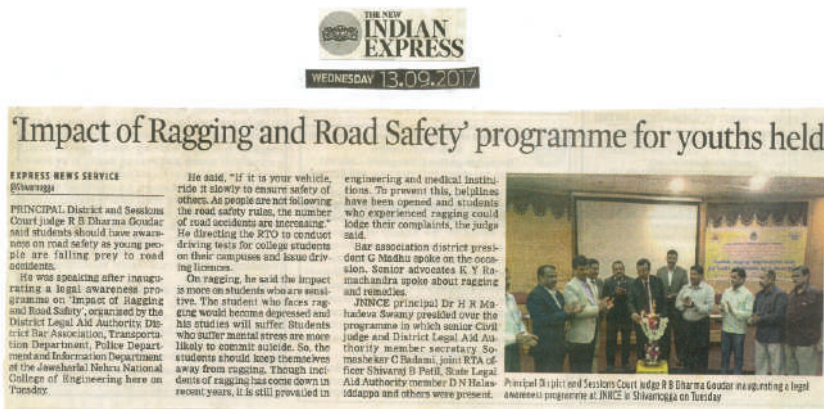 THE NEW
INDIAN
EXPRESS
WEDNESDAY 13.09.2017
'Impact of Ragging and Road Safety' programme for youths held
EXPRESS NEWS SERVICE
@Shivamogga
PRINCIPAL District and Sessions
Court judge R B Dharma Goudar
said students should have aware-
ness on road safety as young peo-
ple are falling prey to road
accidents.
He was speaking after inaugu-
rating a legal awareness pro-
gramme on 'Impact of Ragging
and Road Safety', organised by the
District Legal Aid Authority, Dis-
trict Bar Association, Transporta-
tion Department, Police Depart-
ment and Information Department
at the Jawaharlal Nehru National
College of Engineering here on
Tuesday.
He said, "If it is your vehicle,
ride it slowly to ensure safety of
others. As people are not following
the road safety rules, the number
of road accidents are increasing."
He directing the RTO to conduct
driving tests for college students
on their campuses and issue driv-
ing licences.
On ragging, he said the impact
is more on students who are sensi-
tive. The student who faces rag-
ging would become depressed and
his studies will suffer. Students
who suffer mental stress are more
likely to commit suicide. So, the
students should keep themselves
away from ragging. Though inci-
dents of ragging has come down in
recent years, it is still prevailed in
engineering and medical institu-
tions. To prevent this, helplines
have been opened and students
who experienced ragging could
lodge their complaints, the judge
said.
Bar association district presi-
dent G Madhu spoke on the occa-
sion. Senior advocates K Y Ra-
machandra spoke about ragging
and remedies.
JNNCE principal Dr H R Ma-
hadeva Swamy presided over the
programme in which senior Civil
judge and District Legal Aid Au-
thority member secretary So-
mashekar C Badami, joint RTA of-
ficer Shivaraj B Patil, State Legal
Aid Authority member D N Halas-
iddappa and others were present.
Principal District and Sessions Court judge R B Dharma Goudar inaugurating a legal
awareness programme at JNNCE in Shivamogga on Tuesday